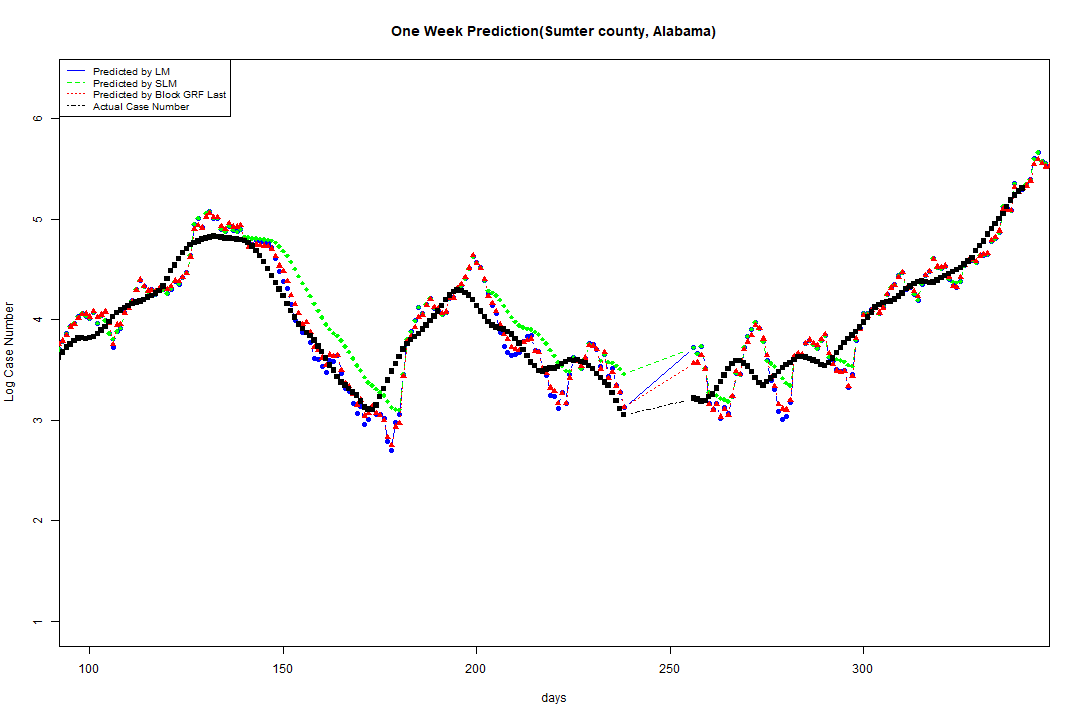 One Week Prediction(Sumter county, Alabama)
Predicted by LM
Predicted by SLM
Predicted by Block GRF Last
Actual Case Number
6
5
4
3
2
1
Log Case Number
100 150 200 250 300
days